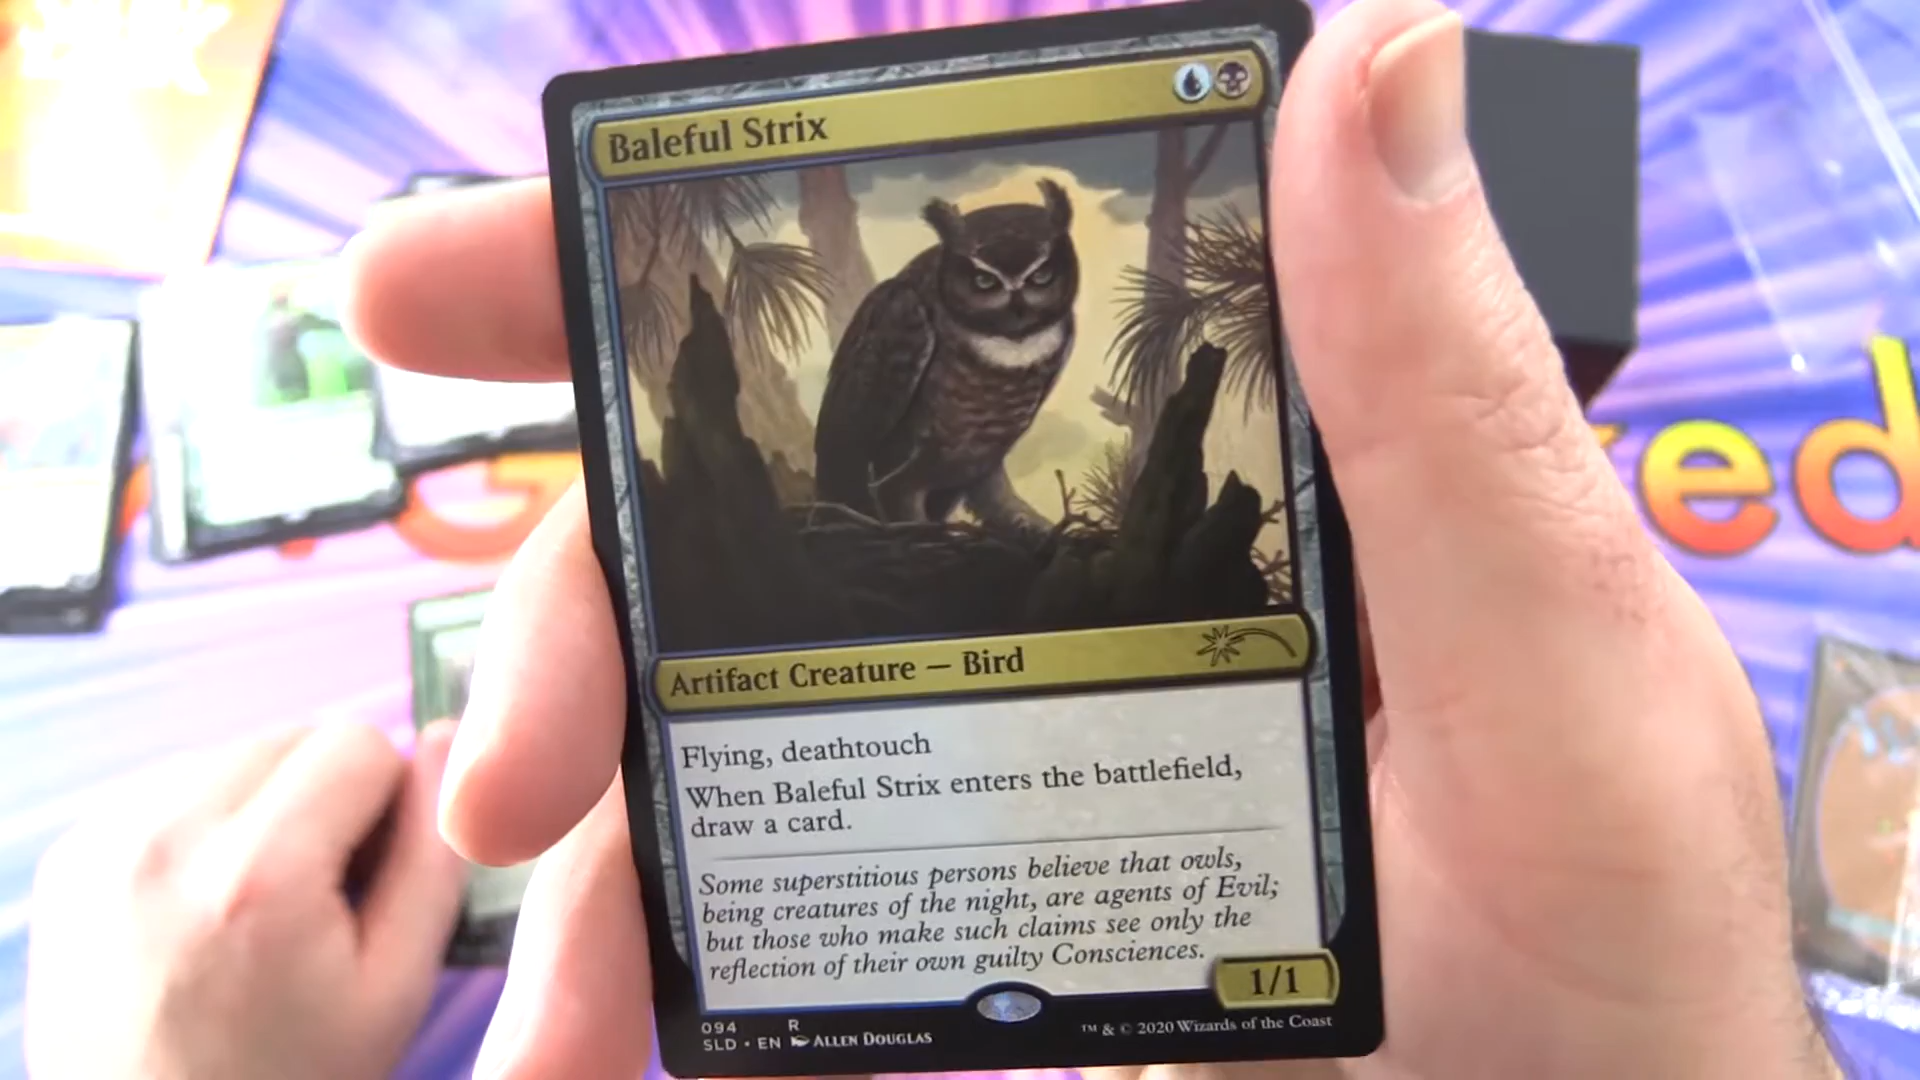 Baleful Strix
Artifact Creature — Bird
Flying, deathtouch
When Baleful Strix enters the battlefield,
draw a card.
Some superstitious persons believe that owls,
being creatures of the night, are agents of Evil;
but those who make such claims see only the
reflection of their own guilty Consciences.
1/1
094 R
SLD • EN ALLEN DOUGLAS
™ & © 2020 Wizards of the Coast
G
ed